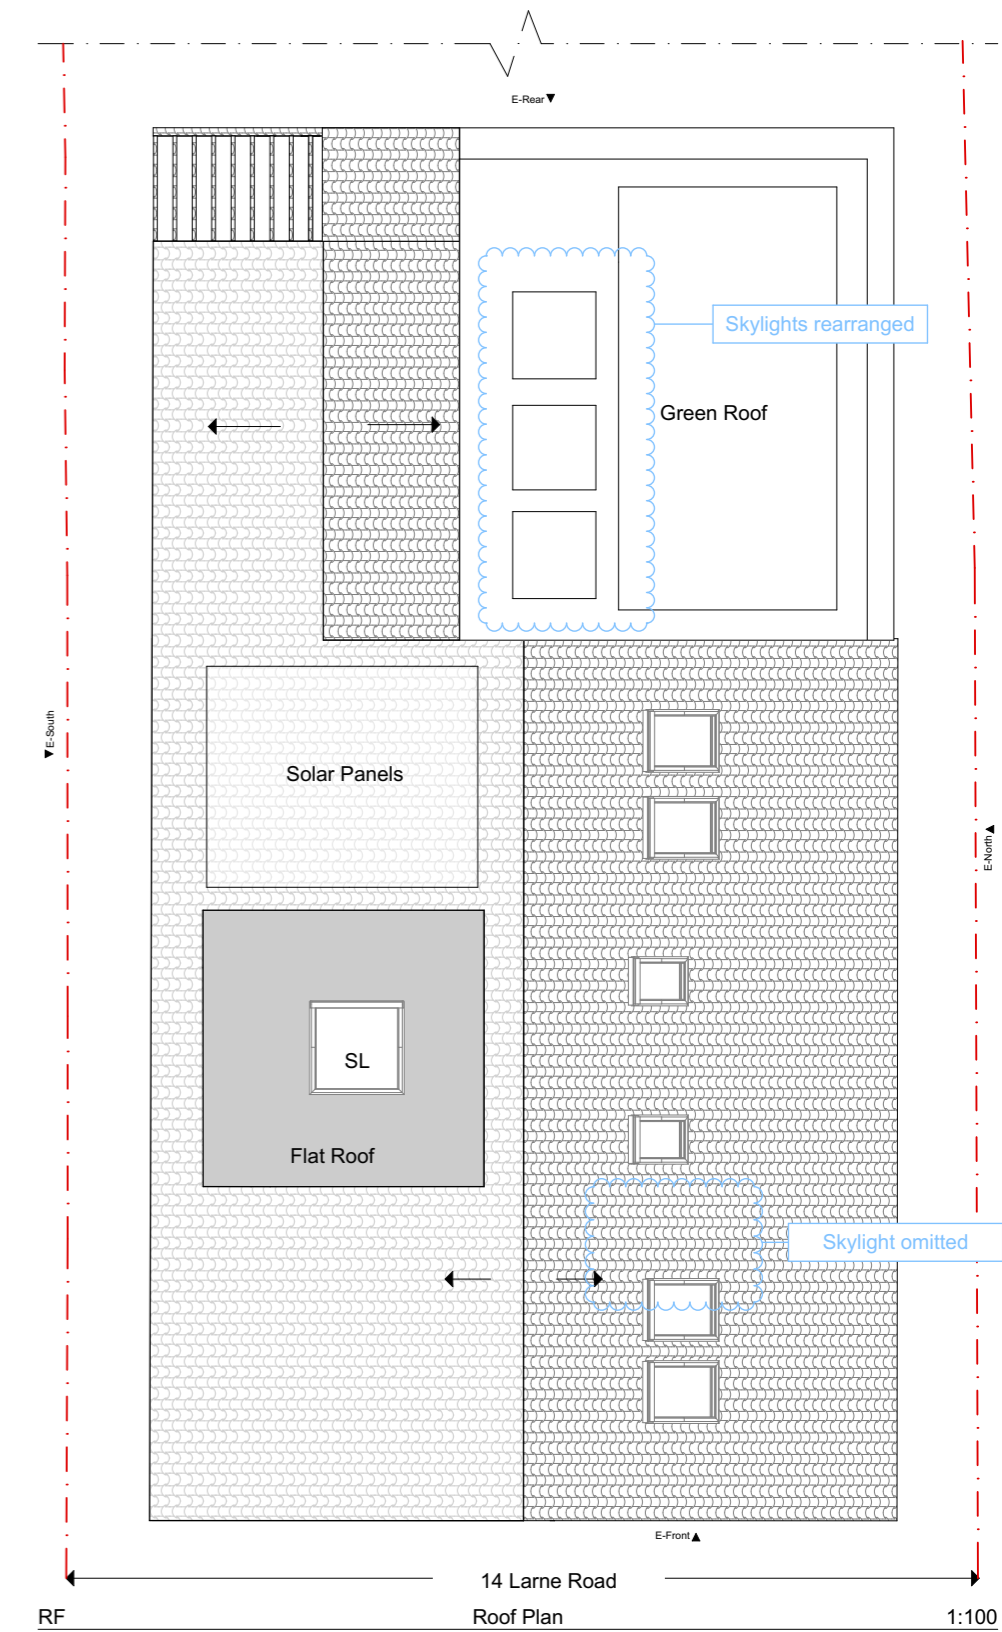 E-Rear
Skylights rearranged
Green Roof
E-South
Solar Panels
E-North
SL
Flat Roof
Skylight omitted
E-Front
14 Larne Road
RF Roof Plan 1:100